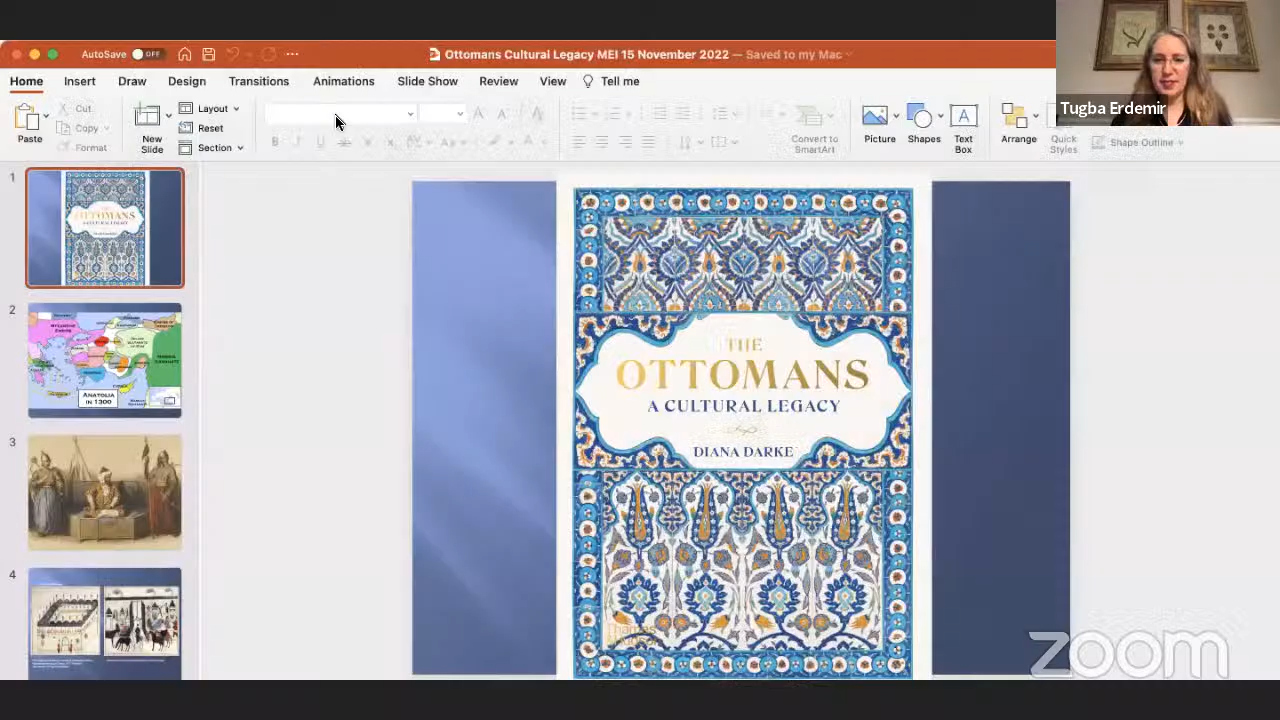 AutoSave OFF
Ottomans Cultural Legacy MEI 15 November 2022 — Saved to my Mac
Home Insert Draw Design Transitions Animations Slide Show Review View Tell me
Paste
Cut
Copy
Format
New Slide
Layout
Reset
Section
Convert to SmartArt
Picture
Shapes
Text Box
Arrange
Quick Styles
Shape Outline
Tugba Erdemir
1
2
ANATOLIA
IN 1300
3
4
THE
OTTOMANS
A CULTURAL LEGACY
DIANA DARKE
zoom